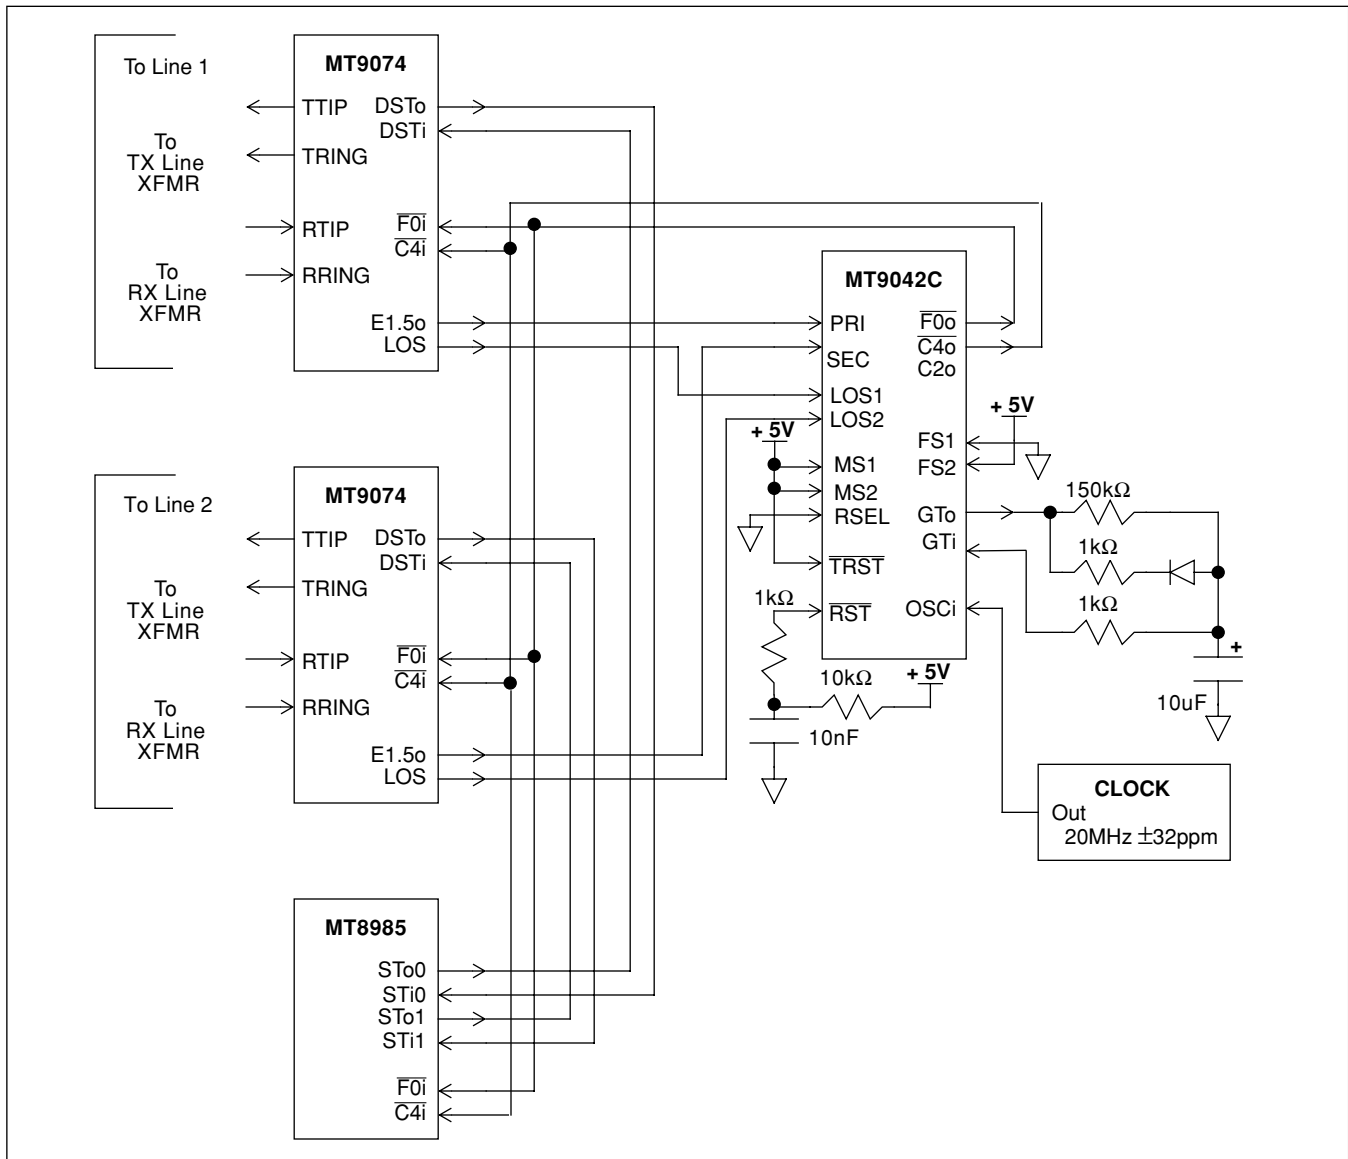 To Line 1
To
TX Line
XFMR
To
RX Line
XFMR
MT9074
TTIP
DSTo
DSTi
TRING
RTIP
F0i
C4i
RRING
E1.5o
LOS
To Line 2
To
TX Line
XFMR
To
RX Line
XFMR
MT9074
TTIP
DSTo
DSTi
TRING
RTIP
F0i
C4i
RRING
E1.5o
LOS
MT8985
STo0
STi0
STo1
STi1
F0i
C4i
MT9042C
PRI
SEC
LOS1
LOS2
MS1
MS2
RSEL
TRST
RST
F0o
C4o
C2o
FS1
FS2
GTo
GTi
OSCi
+ 5V
+ 5V
150kΩ
1kΩ
1kΩ
+
10uF
1kΩ
10kΩ
+ 5V
10nF
CLOCK
Out
20MHz ±32ppm